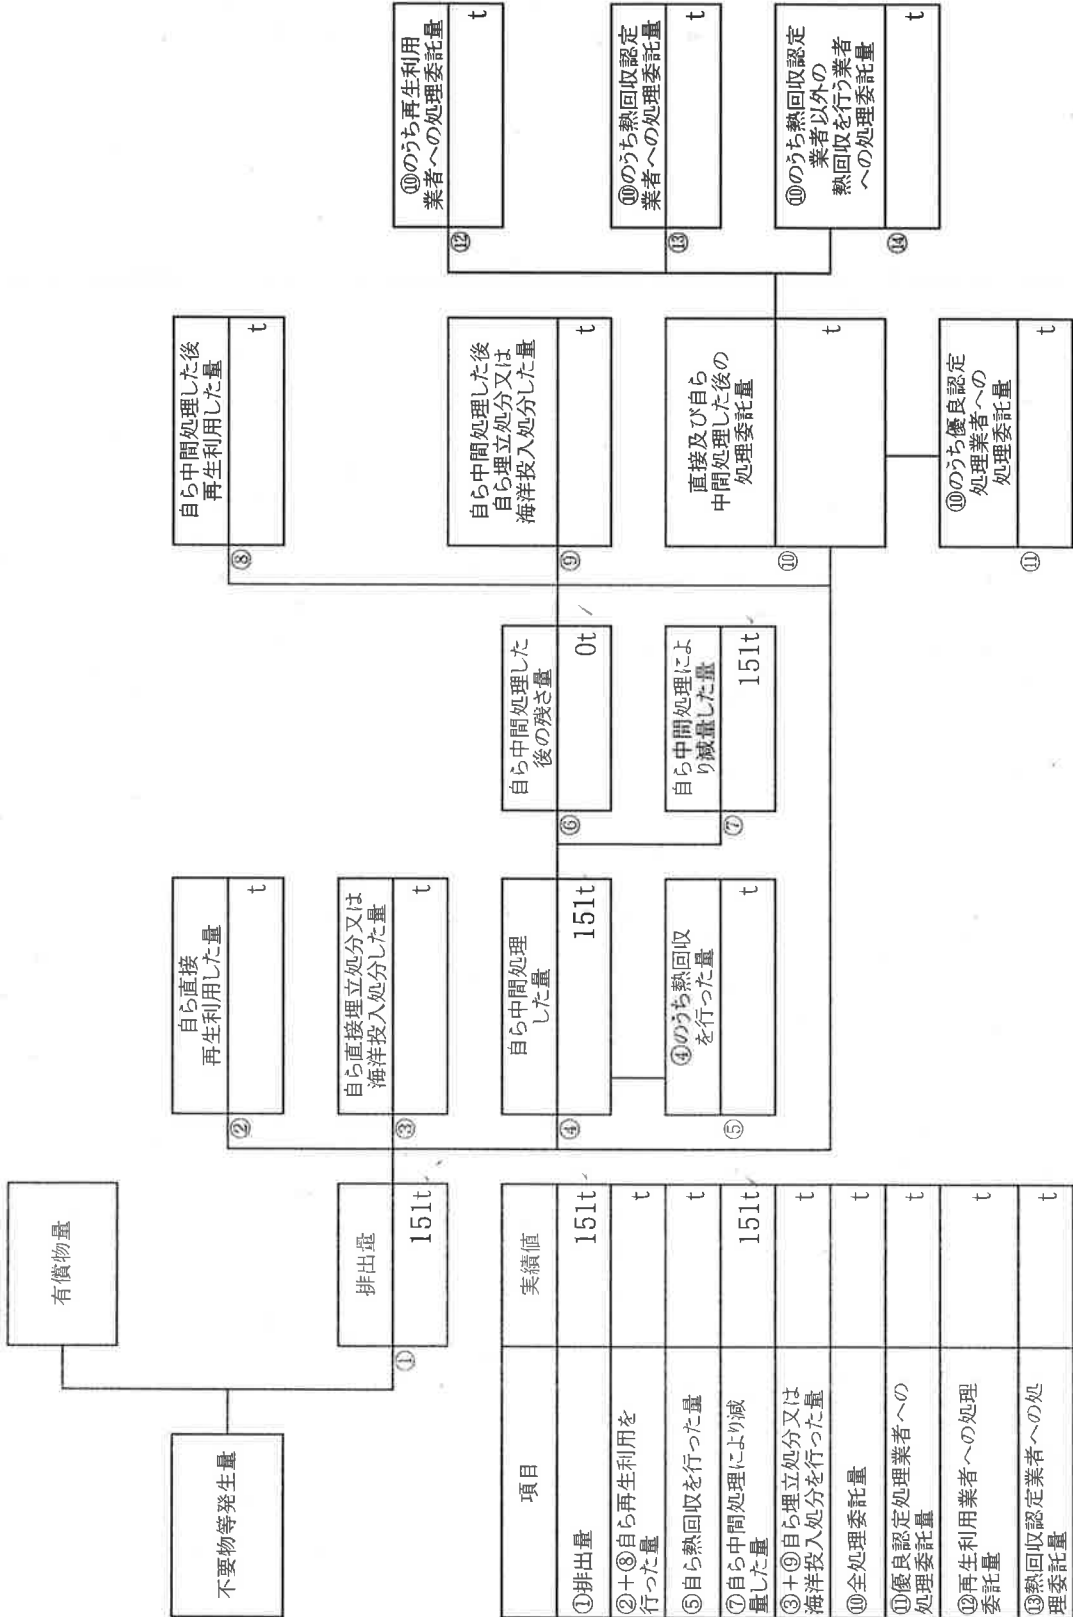 不要物等発生量
有償物量
排出量
①
151t
自ら直接
再生利用した量
②
t
自ら直接埋立処分又は
海洋投入処分した量
③
t
自ら中間処理
した量
④
151t
④のうち熱回収
を行った量
⑤
t
自ら中間処理した
後の残さ量
⑥
0t
自ら中間処理によ
り減量した量
⑦
151t
自ら中間処理した後
再生利用した量
⑧
t
自ら中間処理した後
自ら埋立処分又は
海洋投入処分した量
⑨
t
直接及び自ら
中間処理した後の
処理委託量
⑩
t
⑩のうち優良認定
処理業者への
処理委託量
⑪
t
⑩のうち再生利用
業者への処理委託量
⑫
t
⑩のうち熱回収認定
業者への処理委託量
⑬
t
⑩のうち熱回収認定
業者以外の
熱回収を行う業者
への処理委託量
⑭
t
項目
実績値
①排出量
151t
②+⑧自ら再生利用を
行った量
t
⑤自ら熱回収を行った量
t
⑦自ら中間処理により減
量した量
151t
③+⑨自ら埋立処分又は
海洋投入処分を行った量
t
⑩全処理委託量
t
⑪優良認定処理業者への
処理委託量
t
⑫再生利用業者への処理
委託量
t
⑬熱回収認定業者への処
理委託量
t